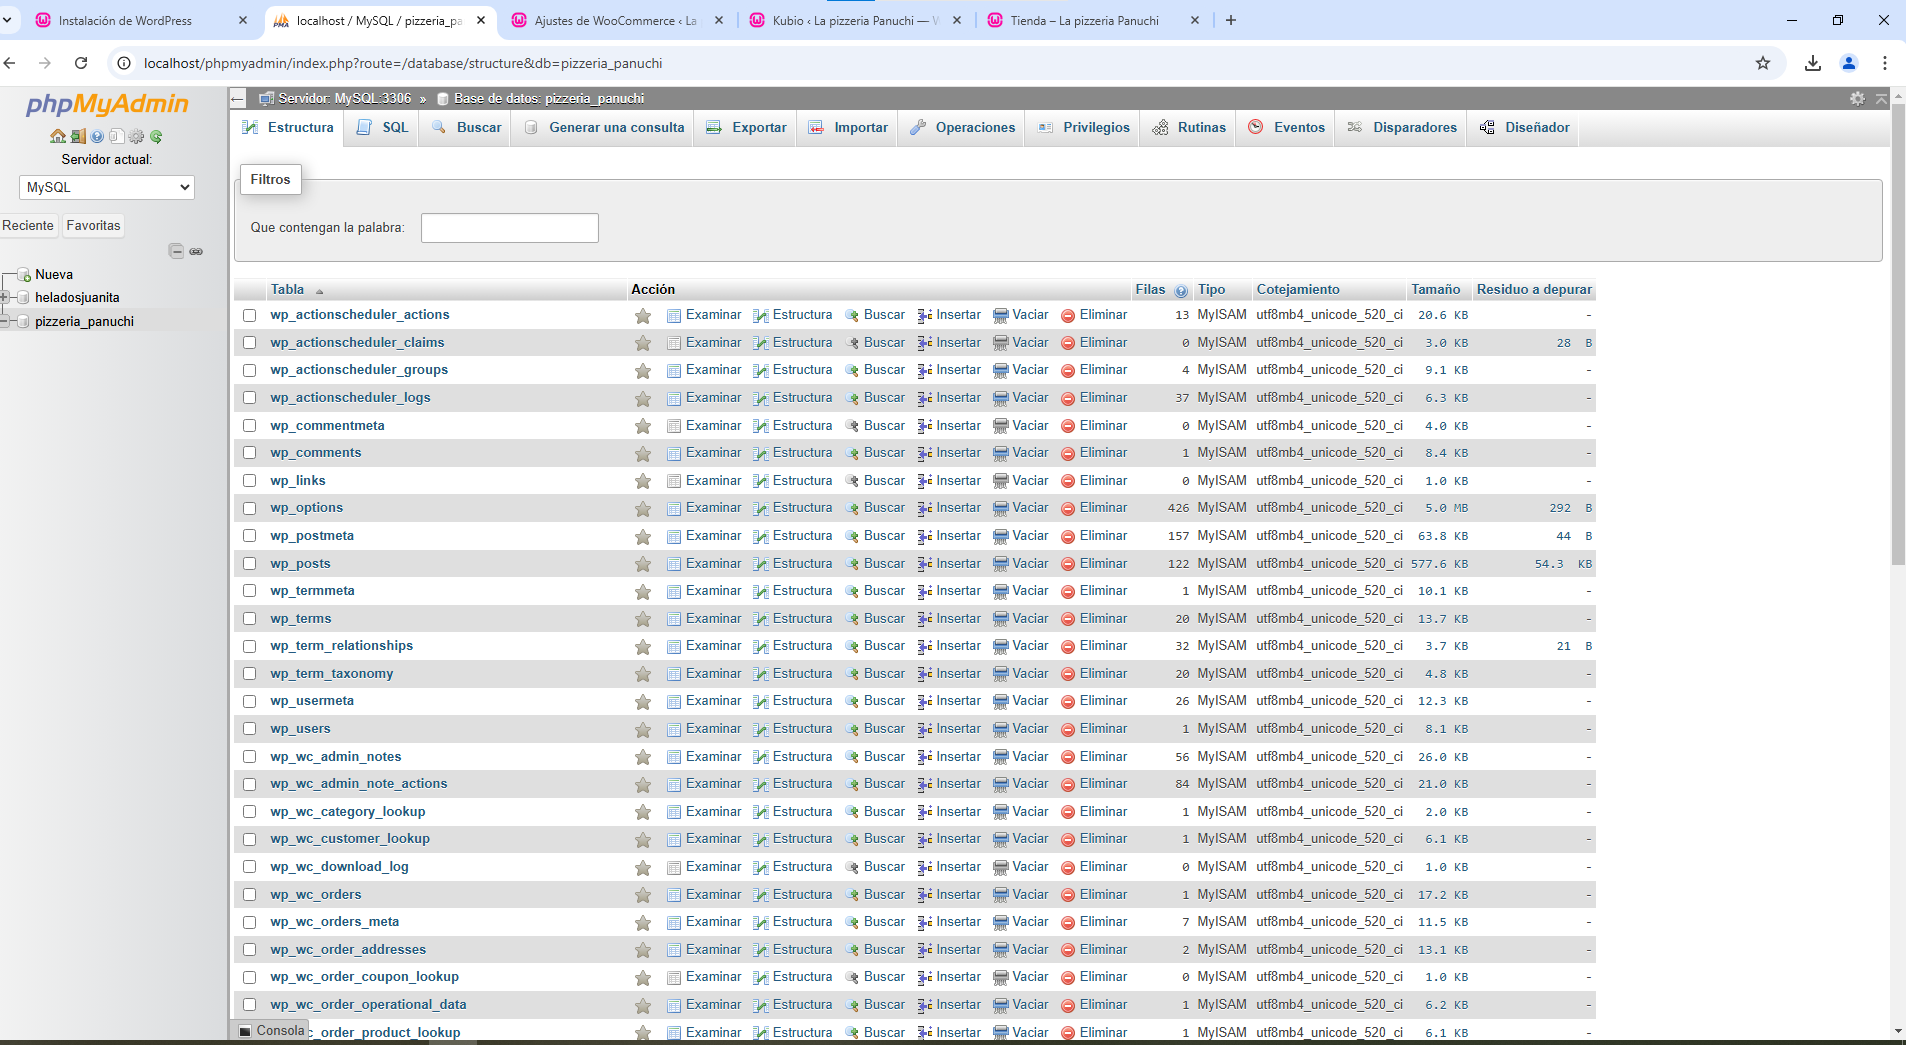 Instalación de WordPress
localhost / MySQL / pizzeria_pa
Ajustes de WooCommerce ‹ La
Kubio ‹ La pizzeria Panuchi —
Tienda – La pizzeria Panuchi
localhost/phpmyadmin/index.php?route=/database/structure&db=pizzeria_panuchi
phpMyAdmin
Servidor actual:
MySQL
Reciente Favoritas
Nueva
heladosjuanita
pizzeria_panuchi
Servidor: MySQL:3306 » Base de datos: pizzeria_panuchi
Estructura SQL Buscar Generar una consulta Exportar Importar Operaciones Privilegios Rutinas Eventos Disparadores Diseñador
Filtros
Que contengan la palabra:
Tabla Acción Filas Tipo Cotejamiento Tamaño Residuo a depurar
wp_actionscheduler_actions Examinar Estructura Buscar Insertar Vaciar Eliminar 13 MyISAM utf8mb4_unicode_520_ci 20.6 KB -
wp_actionscheduler_claims Examinar Estructura Buscar Insertar Vaciar Eliminar 0 MyISAM utf8mb4_unicode_520_ci 3.0 KB 28 B
wp_actionscheduler_groups Examinar Estructura Buscar Insertar Vaciar Eliminar 4 MyISAM utf8mb4_unicode_520_ci 9.1 KB -
wp_actionscheduler_logs Examinar Estructura Buscar Insertar Vaciar Eliminar 37 MyISAM utf8mb4_unicode_520_ci 6.3 KB -
wp_commentmeta Examinar Estructura Buscar Insertar Vaciar Eliminar 0 MyISAM utf8mb4_unicode_520_ci 4.0 KB -
wp_comments Examinar Estructura Buscar Insertar Vaciar Eliminar 1 MyISAM utf8mb4_unicode_520_ci 8.4 KB -
wp_links Examinar Estructura Buscar Insertar Vaciar Eliminar 0 MyISAM utf8mb4_unicode_520_ci 1.0 KB -
wp_options Examinar Estructura Buscar Insertar Vaciar Eliminar 426 MyISAM utf8mb4_unicode_520_ci 5.0 MB 292 B
wp_postmeta Examinar Estructura Buscar Insertar Vaciar Eliminar 157 MyISAM utf8mb4_unicode_520_ci 63.8 KB 44 B
wp_posts Examinar Estructura Buscar Insertar Vaciar Eliminar 122 MyISAM utf8mb4_unicode_520_ci 577.6 KB 54.3 KB
wp_termmeta Examinar Estructura Buscar Insertar Vaciar Eliminar 1 MyISAM utf8mb4_unicode_520_ci 10.1 KB -
wp_terms Examinar Estructura Buscar Insertar Vaciar Eliminar 20 MyISAM utf8mb4_unicode_520_ci 13.7 KB -
wp_term_relationships Examinar Estructura Buscar Insertar Vaciar Eliminar 32 MyISAM utf8mb4_unicode_520_ci 3.7 KB 21 B
wp_term_taxonomy Examinar Estructura Buscar Insertar Vaciar Eliminar 20 MyISAM utf8mb4_unicode_520_ci 4.8 KB -
wp_usermeta Examinar Estructura Buscar Insertar Vaciar Eliminar 26 MyISAM utf8mb4_unicode_520_ci 12.3 KB -
wp_users Examinar Estructura Buscar Insertar Vaciar Eliminar 1 MyISAM utf8mb4_unicode_520_ci 8.1 KB -
wp_wc_admin_notes Examinar Estructura Buscar Insertar Vaciar Eliminar 56 MyISAM utf8mb4_unicode_520_ci 26.0 KB -
wp_wc_admin_note_actions Examinar Estructura Buscar Insertar Vaciar Eliminar 84 MyISAM utf8mb4_unicode_520_ci 21.0 KB -
wp_wc_category_lookup Examinar Estructura Buscar Insertar Vaciar Eliminar 1 MyISAM utf8mb4_unicode_520_ci 2.0 KB -
wp_wc_customer_lookup Examinar Estructura Buscar Insertar Vaciar Eliminar 1 MyISAM utf8mb4_unicode_520_ci 6.1 KB -
wp_wc_download_log Examinar Estructura Buscar Insertar Vaciar Eliminar 0 MyISAM utf8mb4_unicode_520_ci 1.0 KB -
wp_wc_orders Examinar Estructura Buscar Insertar Vaciar Eliminar 1 MyISAM utf8mb4_unicode_520_ci 17.2 KB -
wp_wc_orders_meta Examinar Estructura Buscar Insertar Vaciar Eliminar 7 MyISAM utf8mb4_unicode_520_ci 11.5 KB -
wp_wc_order_addresses Examinar Estructura Buscar Insertar Vaciar Eliminar 2 MyISAM utf8mb4_unicode_520_ci 13.1 KB -
wp_wc_order_coupon_lookup Examinar Estructura Buscar Insertar Vaciar Eliminar 0 MyISAM utf8mb4_unicode_520_ci 1.0 KB -
wp_wc_order_operational_data Examinar Estructura Buscar Insertar Vaciar Eliminar 1 MyISAM utf8mb4_unicode_520_ci 6.2 KB -
Consola
c_order_product_lookup Examinar Estructura Buscar Insertar Vaciar Eliminar 1 MyISAM utf8mb4_unicode_520_ci 6.1 KB -